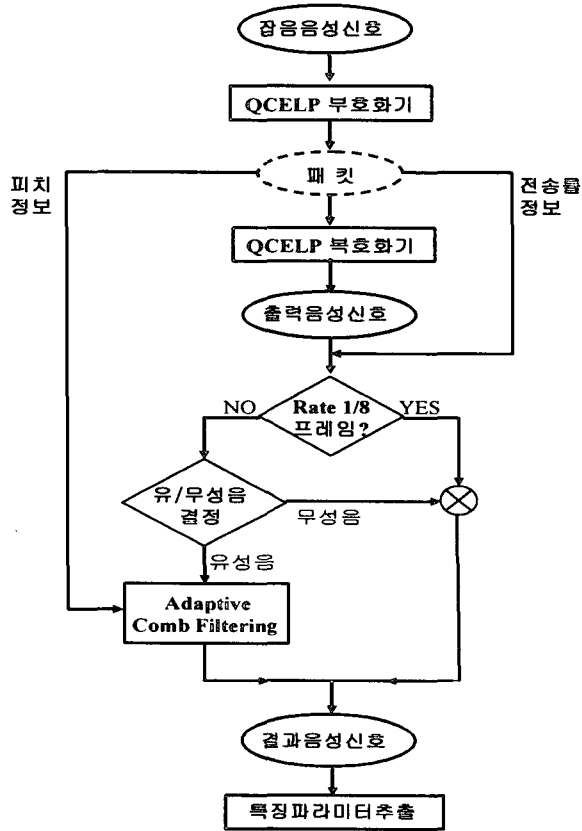 잡음음성신호
QCELP 부호화기
패 킷
피치
정보
전송률
정보
QCELP 복호화기
출력음성신호
Rate 1/8
프레임?
NO
YES
유/무성음
결정
무성음
유성음
Adaptive
Comb Filtering
결과음성신호
특징파라미터추출